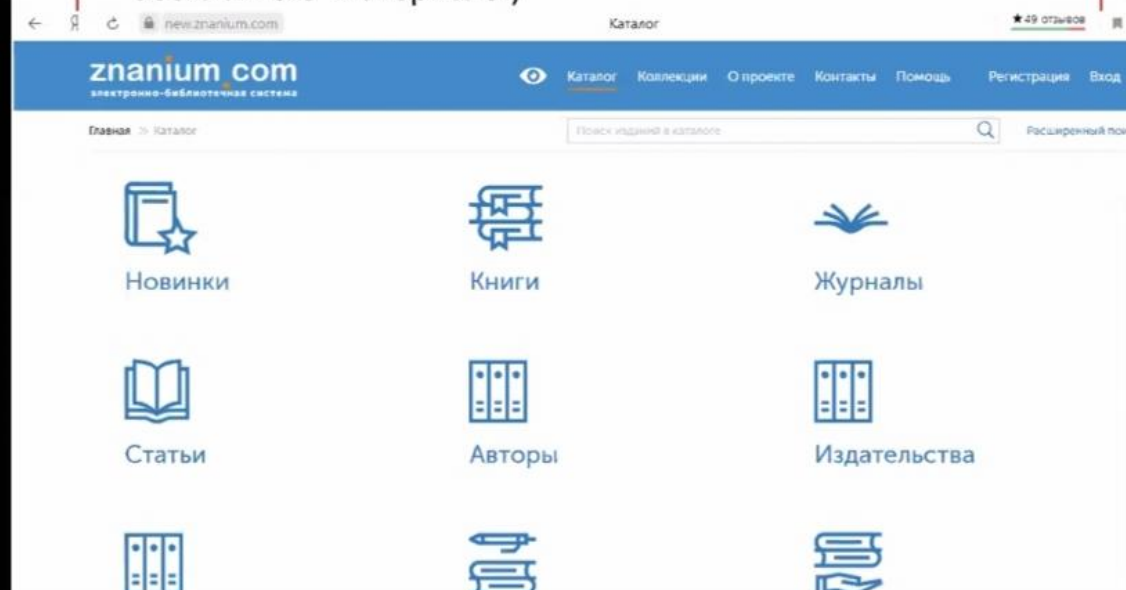 new.znanium.com Каталог ★49 отзывов
znanium.com
электронно-библиотечная система
Каталог Коллекции О проекте Контакты Помощь Регистрация Вход
Главная >> Каталог Поиск изданий в каталоге Расширенный
Новинки Книги Журналы
Статьи Авторы Издательства